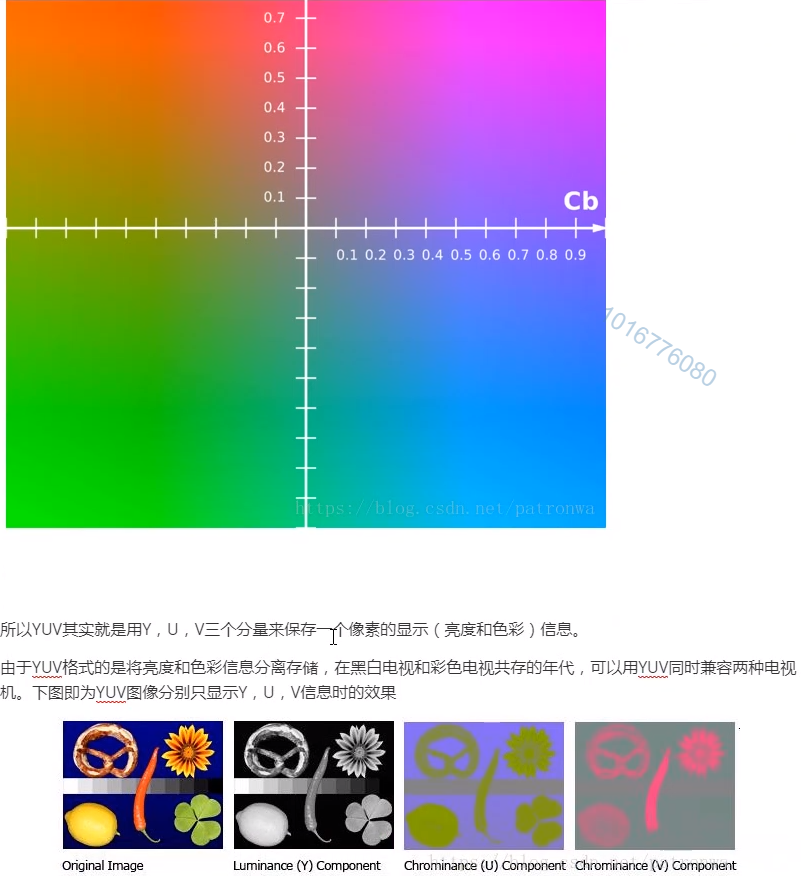 0.7
0.6
0.5
0.4
0.3
0.2
0.1
Cb
0.1 0.2 0.3 0.4 0.5 0.6 0.7 0.8 0.9
1016776080
https://blog.csdn.net/patronwa
所以YUV其实就是用Y，U，V三个分量来保存一个像素的显示（亮度和色彩）信息。
由于YUV格式的是将亮度和色彩信息分离存储，在黑白电视和彩色电视共存的年代，可以用YUV同时兼容两种电视
机。下图即为YUV图像分别只显示Y，U，V信息时的效果
Original Image
Luminance (Y) Component
Chrominance (U) Component
Chrominance (V) Component